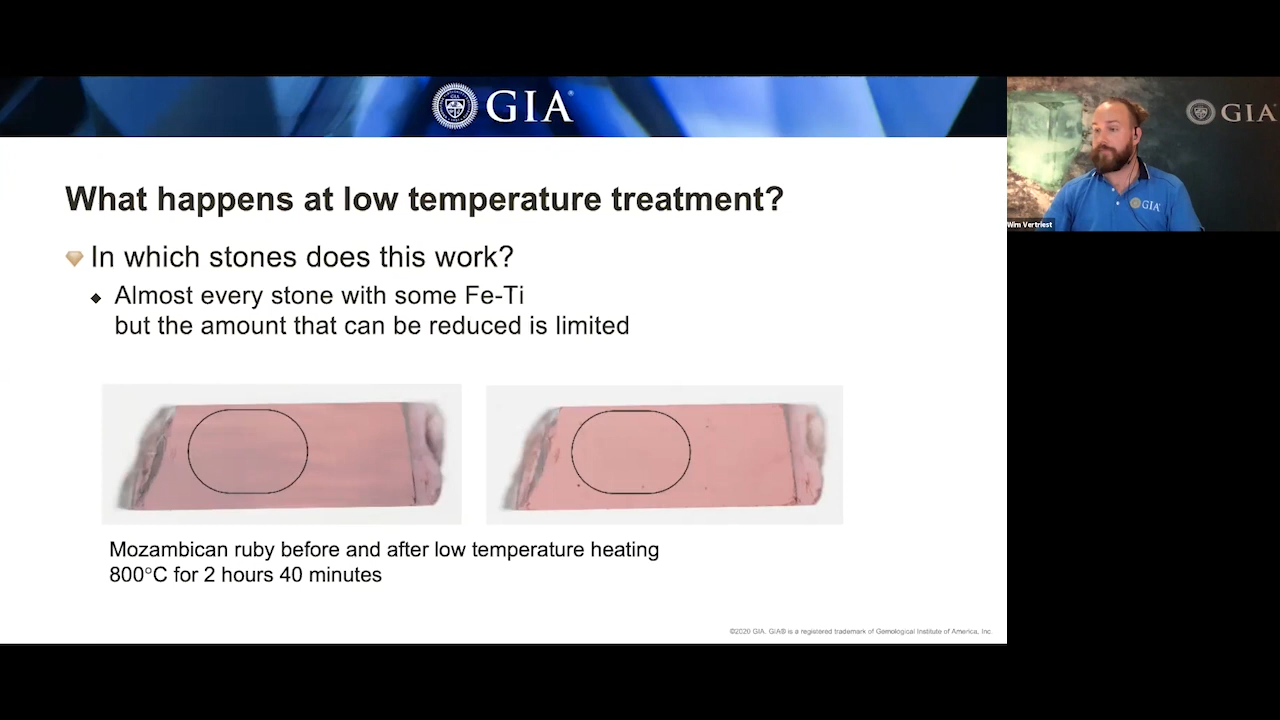 GIA®
What happens at low temperature treatment?
In which stones does this work?
Almost every stone with some Fe-Ti
but the amount that can be reduced is limited
Mozambican ruby before and after low temperature heating
800°C for 2 hours 40 minutes
©2020 GIA. GIA® is a registered trademark of Gemological Institute of America, Inc
GIA
GIA
Wim Vertriest